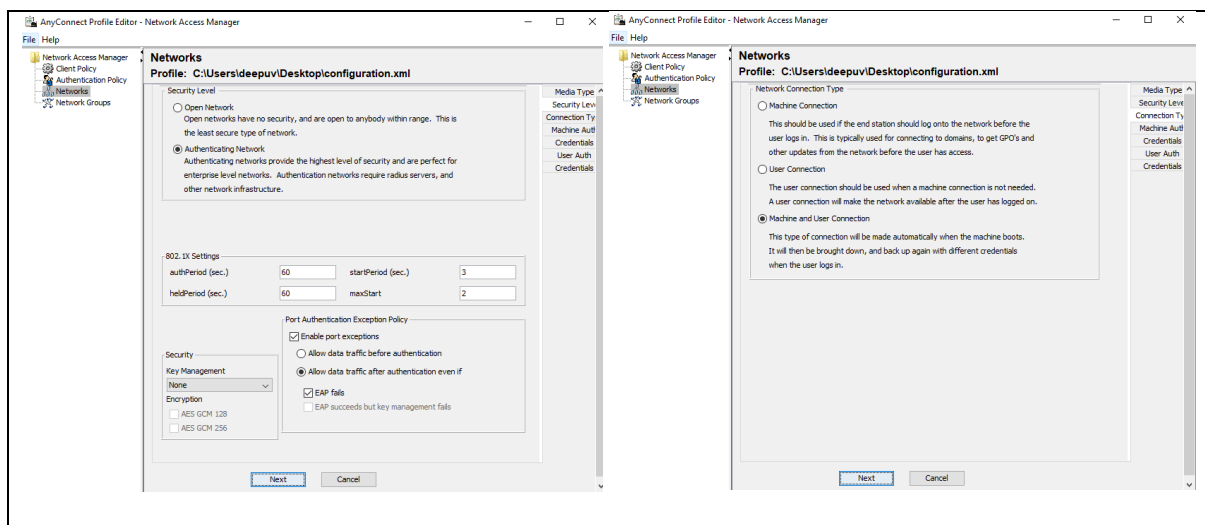 AnyConnect Profile Editor - Network Access Manager
File Help
Network Access Manager
Client Policy
Authentication Policy
Networks
Network Groups
Networks
Profile: C:\Users\deepuv\Desktop\configuration.xml
Security Level
Open Network
Open networks have no security, and are open to anybody within range. This is
the least secure type of network.
Authenticating Network
Authenticating networks provide the highest level of security and are perfect for
enterprise level networks. Authentication networks require radius servers, and
other network infrastructure.
802.1X Settings
authPeriod (sec.) 60 startPeriod (sec.) 3
heldPeriod (sec.) 60 maxStart 2
Port Authentication Exception Policy
Enable port exceptions
Allow data traffic before authentication
Allow data traffic after authentication even if
EAP fails
EAP succeeds but key management fails
Security
Key Management
None
Encryption
AES GCM 128
AES GCM 256
Next Cancel
Media Type
Security Leve
Connection Ty
Machine Auth
Credentials
User Auth
Credentials
AnyConnect Profile Editor - Network Access Manager
File Help
Network Access Manager
Client Policy
Authentication Policy
Networks
Network Groups
Networks
Profile: C:\Users\deepuv\Desktop\configuration.xml
Network Connection Type
Machine Connection
This should be used if the end station should log onto the network before the
user logs in. This is typically used for connecting to domains, to get GPO's and
other updates from the network before the user has access.
User Connection
The user connection should be used when a machine connection is not needed.
A user connection will make the network available after the user has logged on.
Machine and User Connection
This type of connection will be made automatically when the machine boots.
It will then be brought down, and back up again with different credentials
when the user logs in.
Next Cancel
Media Type
Security Leve
Connection Ty
Machine Auth
Credentials
User Auth
Credentials